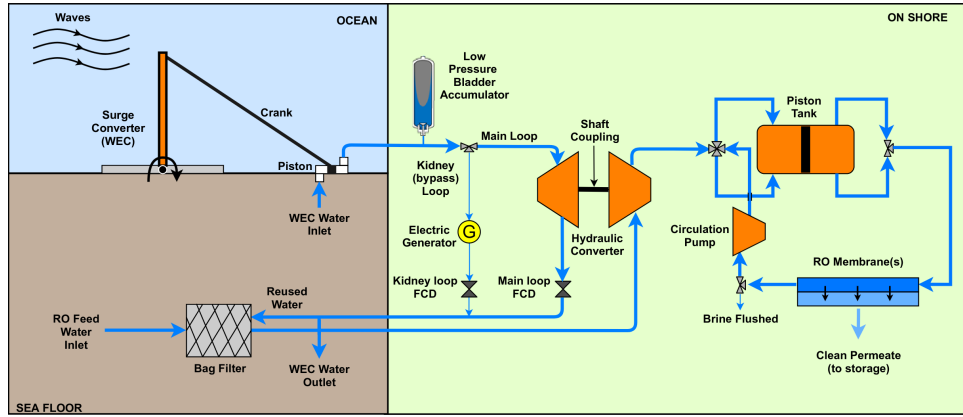 Waves
OCEAN
ON SHORE
Surge
Converter
(WEC)
Crank
Piston
WEC Water
Inlet
Low
Pressure
Bladder
Accumulator
Main Loop
Kidney
(bypass)
Loop
Shaft
Coupling
Piston
Tank
Electric
Generator
G
Hydraulic
Converter
Circulation
Pump
Kidney loop
FCD
Main loop
FCD
RO Membrane(s)
Reused
Water
RO Feed
Water
Inlet
Bag Filter
WEC Water
Outlet
Brine Flushed
Clean Permeate
(to storage)
SEA FLOOR